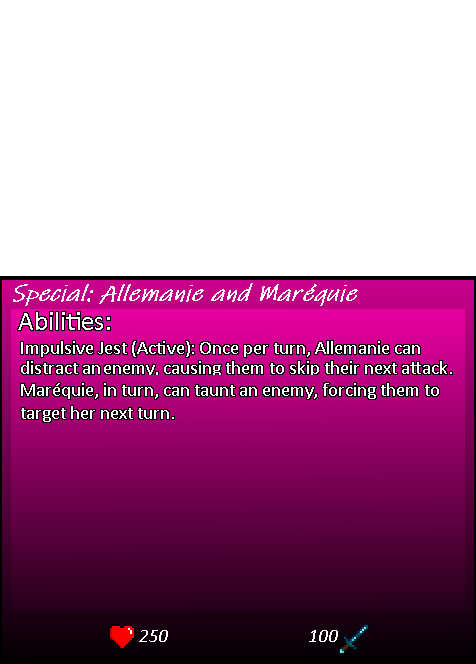 Special: Allemanie and Maréquie
Abilities:
Impulsive Jest (Active): Once per turn, Allemanie can
distract an enemy, causing them to skip their next attack.
Maréquie, in turn, can taunt an enemy, forcing them to
target her next turn.
250 100